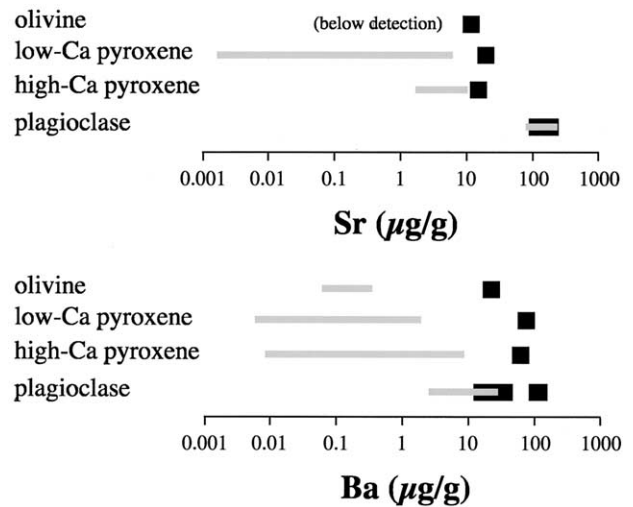 olivine (below detection)
low-Ca pyroxene
high-Ca pyroxene
plagioclase
0.001 0.01 0.1 1 10 100 1000
Sr (µg/g)
olivine
low-Ca pyroxene
high-Ca pyroxene
plagioclase
0.001 0.01 0.1 1 10 100 1000
Ba (µg/g)